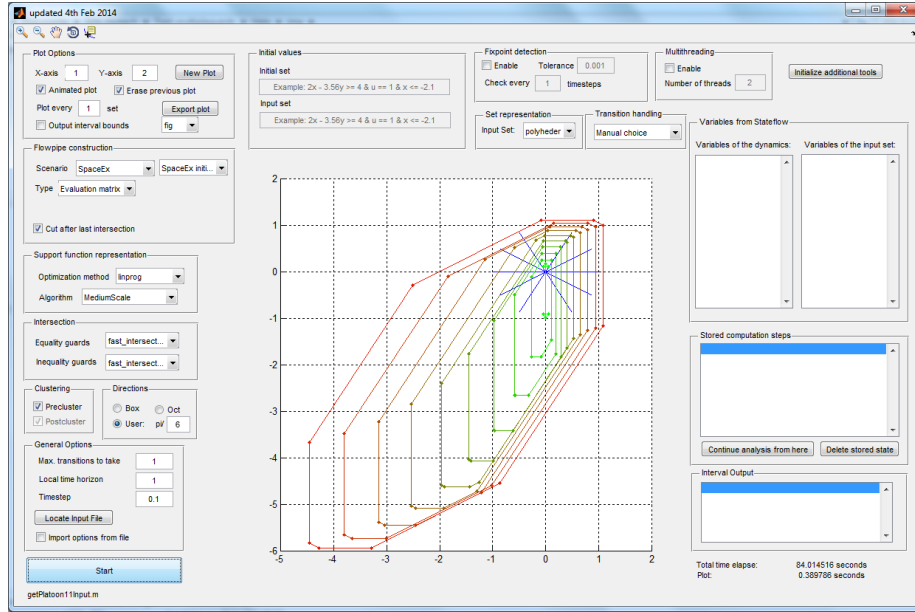 updated 4th Feb 2014
Plot Options
X-axis 1 Y-axis 2 New Plot
Animated plot Erase previous plot
Plot every 1 set Export plot
Output interval bounds fig
Flowpipe construction
Scenario SpaceEx SpaceEx initi...
Type Evaluation matrix
Cut after last intersection
Support function representation
Optimization method linprog
Algorithm MediumScale
Intersection
Equality guards fast_intersect...
Inequality guards fast_intersect...
Clustering
Precluster
Postcluster
Directions
Box Oct
User: pi/ 6
General Options
Max. transitions to take 1
Local time horizon 1
Timestep 0.1
Locate Input File
Import options from file
Start
getPlatoon11Input.m
Initial values
Initial set
Example: 2x - 3.56y >= 4 & u == 1 & x <= -2.1
Input set
Example: 2x - 3.56y >= 4 & u == 1 & x <= -2.1
Fixpoint detection
Enable Tolerance 0.001
Check every 1 timesteps
Multithreading
Enable
Number of threads 2
Initialize additional tools
Set representation
Input Set: polyheder
Transition handling
Manual choice
2
1
0
-1
-2
-3
-4
-5
-6
-5 -4 -3 -2 -1 0 1 2
Variables from Stateflow
Variables of the dynamics: Variables of the input set:
Stored computation steps
Continue analysis from here Delete stored state
Interval Output
Total time elapse: 84.014516 seconds
Plot: 0.389786 seconds